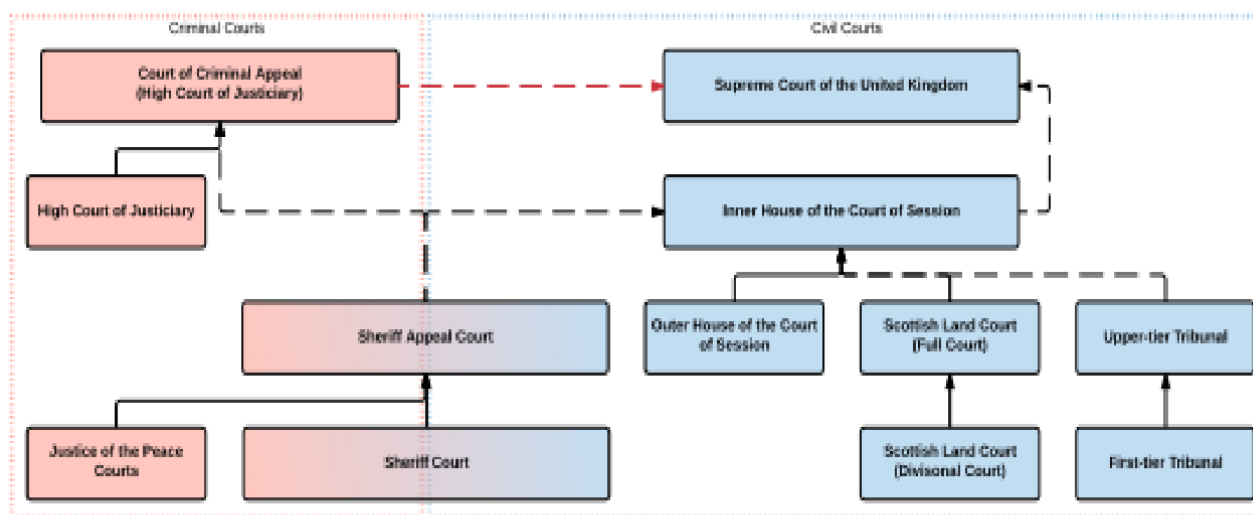 Criminal Courts
Civil Courts
Court of Criminal Appeal
(High Court of Justiciary)
Supreme Court of the United Kingdom
High Court of Justiciary
Inner House of the Court of Session
Sheriff Appeal Court
Outer House of the Court
of Session
Scottish Land Court
(Full Court)
Upper-tier Tribunal
Justice of the Peace
Courts
Sheriff Court
Scottish Land Court
(Divisonal Court)
First-tier Tribunal